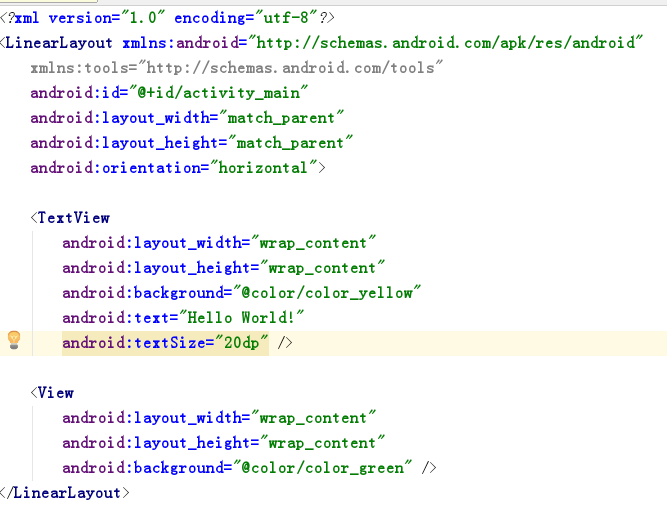 <?xml version="1.0" encoding="utf-8"?>
<LinearLayout xmlns:android="http://schemas.android.com/apk/res/android"
    xmlns:tools="http://schemas.android.com/tools"
    android:id="@+id/activity_main"
    android:layout_width="match_parent"
    android:layout_height="match_parent"
    android:orientation="horizontal">

    <TextView
        android:layout_width="wrap_content"
        android:layout_height="wrap_content"
        android:background="@color/color_yellow"
        android:text="Hello World!"
        android:textSize="20dp" />

    <View
        android:layout_width="wrap_content"
        android:layout_height="wrap_content"
        android:background="@color/color_green" />
</LinearLayout>